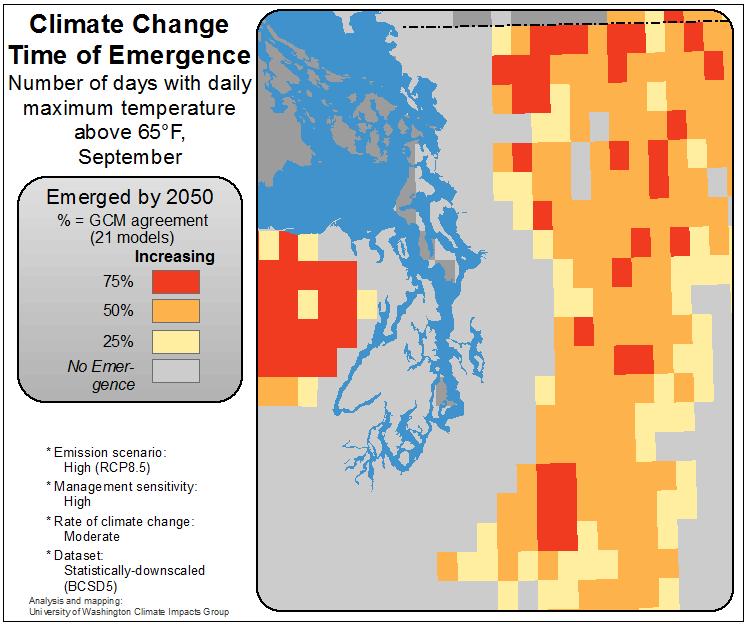 Climate Change
Time of Emergence
Number of days with daily
maximum temperature
above 65°F,
September
Emerged by 2050
% = GCM agreement
(21 models)
Increasing
75%
50%
25%
No Emer-
gence
* Emission scenario:
High (RCP8.5)
* Management sensitivity:
High
* Rate of climate change:
Moderate
* Dataset:
Statistically-downscaled
(BCSD5)
Analysis and mapping:
University of Washington Climate Impacts Group